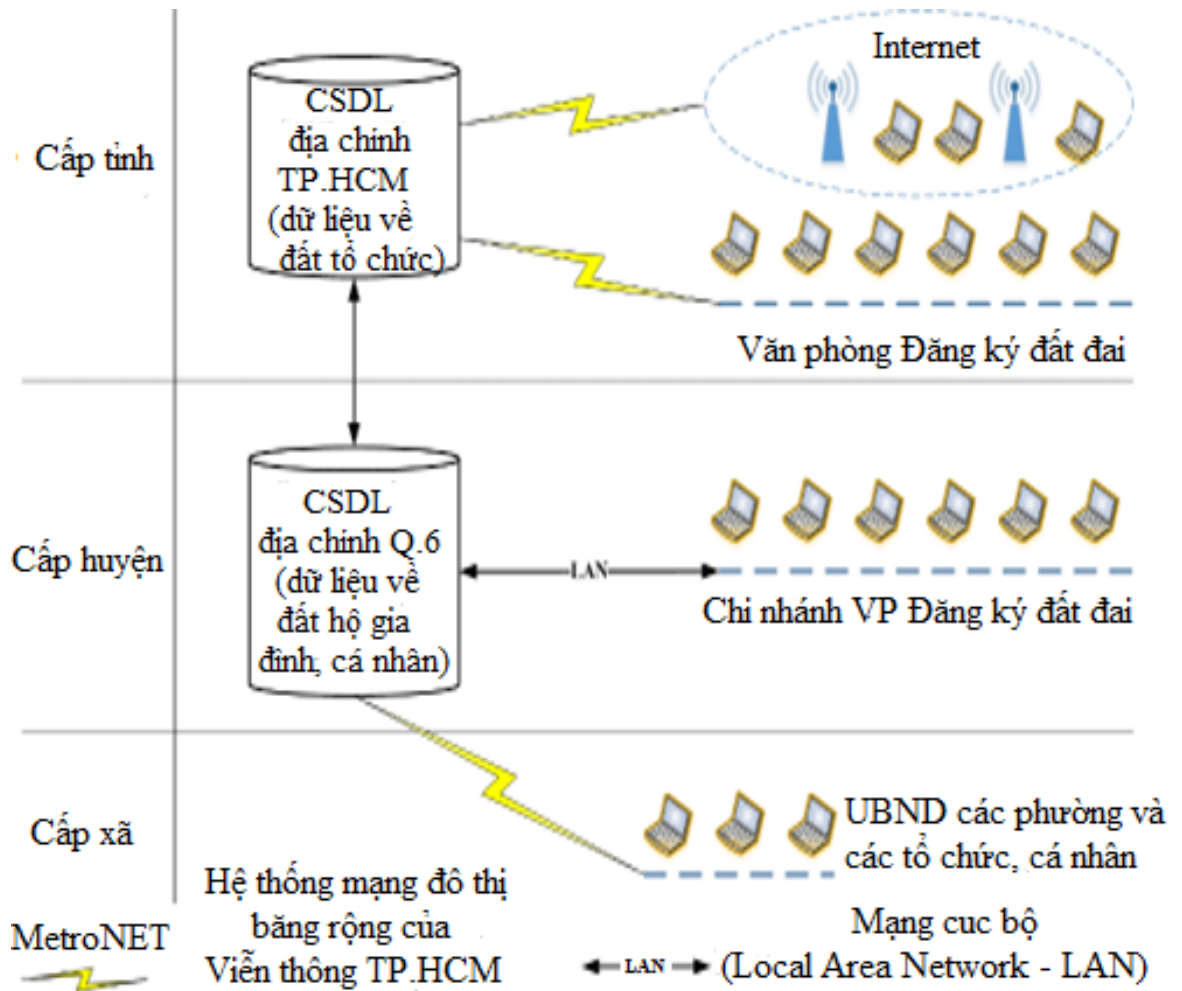 Internet
CSDL
địa chinh
TP.HCM
(dữ liệu về
đất tổ chức)
Cấp tỉnh
Văn phòng Đăng ký đất đai
CSDL
địa chinh Q.6
(dữ liệu về
đất hộ gia
đình, cá nhân)
Cấp huyện
LAN
Chi nhánh VP Đăng ký đất đai
Cấp xã
UBND các phường và
các tổ chức, cá nhân
MetroNET
Hệ thống mạng đô thị
băng rộng của
Viễn thông TP.HCM
LAN
Mạng cuc bộ
(Local Area Network - LAN)